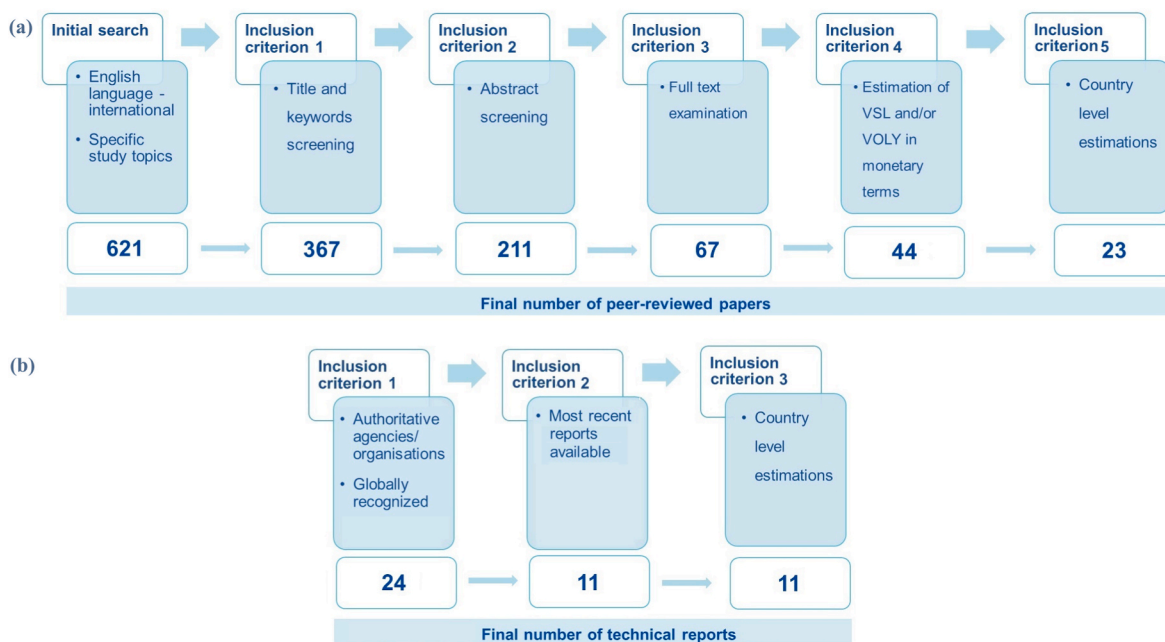 (a)
Initial search
• English
language -
international
• Specific
study topics
621
Inclusion
criterion 1
• Title and
keywords
screening
367
Inclusion
criterion 2
• Abstract
screening
211
Inclusion
criterion 3
• Full text
examination
67
Inclusion
criterion 4
• Estimation of
VSL and/or
VOLY in
monetary
terms
44
Inclusion
criterion 5
• Country
level
estimations
23
Final number of peer-reviewed papers
(b)
Inclusion
criterion 1
• Authoritative
agencies/
organisations
• Globally
recognized
24
Inclusion
criterion 2
• Most recent
reports
available
11
Inclusion
criterion 3
• Country
level
estimations
11
Final number of technical reports